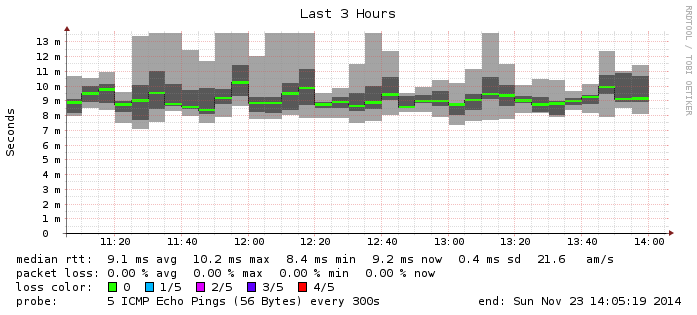 Last 3 Hours
RRDTOOL / TOBI OETIKER
Seconds
13 m
12 m
11 m
10 m
9 m
8 m
7 m
6 m
5 m
4 m
3 m
2 m
1 m
0
11:20 11:40 12:00 12:20 12:40 13:00 13:20 13:40 14:00
median rtt: 9.1 ms avg 10.2 ms max 8.4 ms min 9.2 ms now 0.4 ms sd 21.6 am/s
packet loss: 0.00 % avg 0.00 % max 0.00 % min 0.00 % now
loss color: 0 1/5 2/5 3/5 4/5
probe: 5 ICMP Echo Pings (56 Bytes) every 300s end: Sun Nov 23 14:05:19 2014